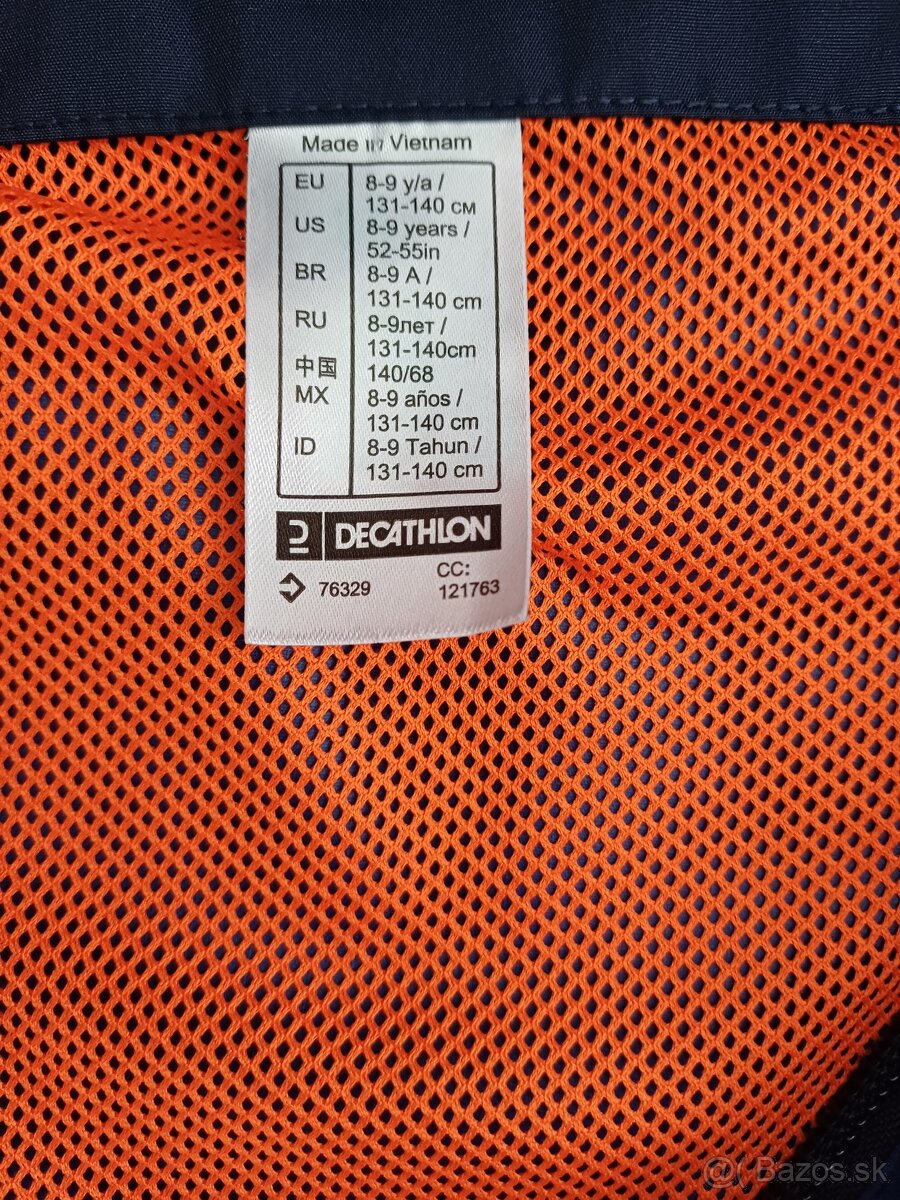 Made in Vietnam
EU 8-9 y/a /
131-140 см
US 8-9 years /
52-55in
BR 8-9 A /
131-140 cm
RU 8-9лет /
131-140cm
中国 140/68
MX 8-9 años /
131-140 cm
ID 8-9 Tahun /
131-140 cm
DECATHLON
CC:
76329 121763
@( Bazos.sk